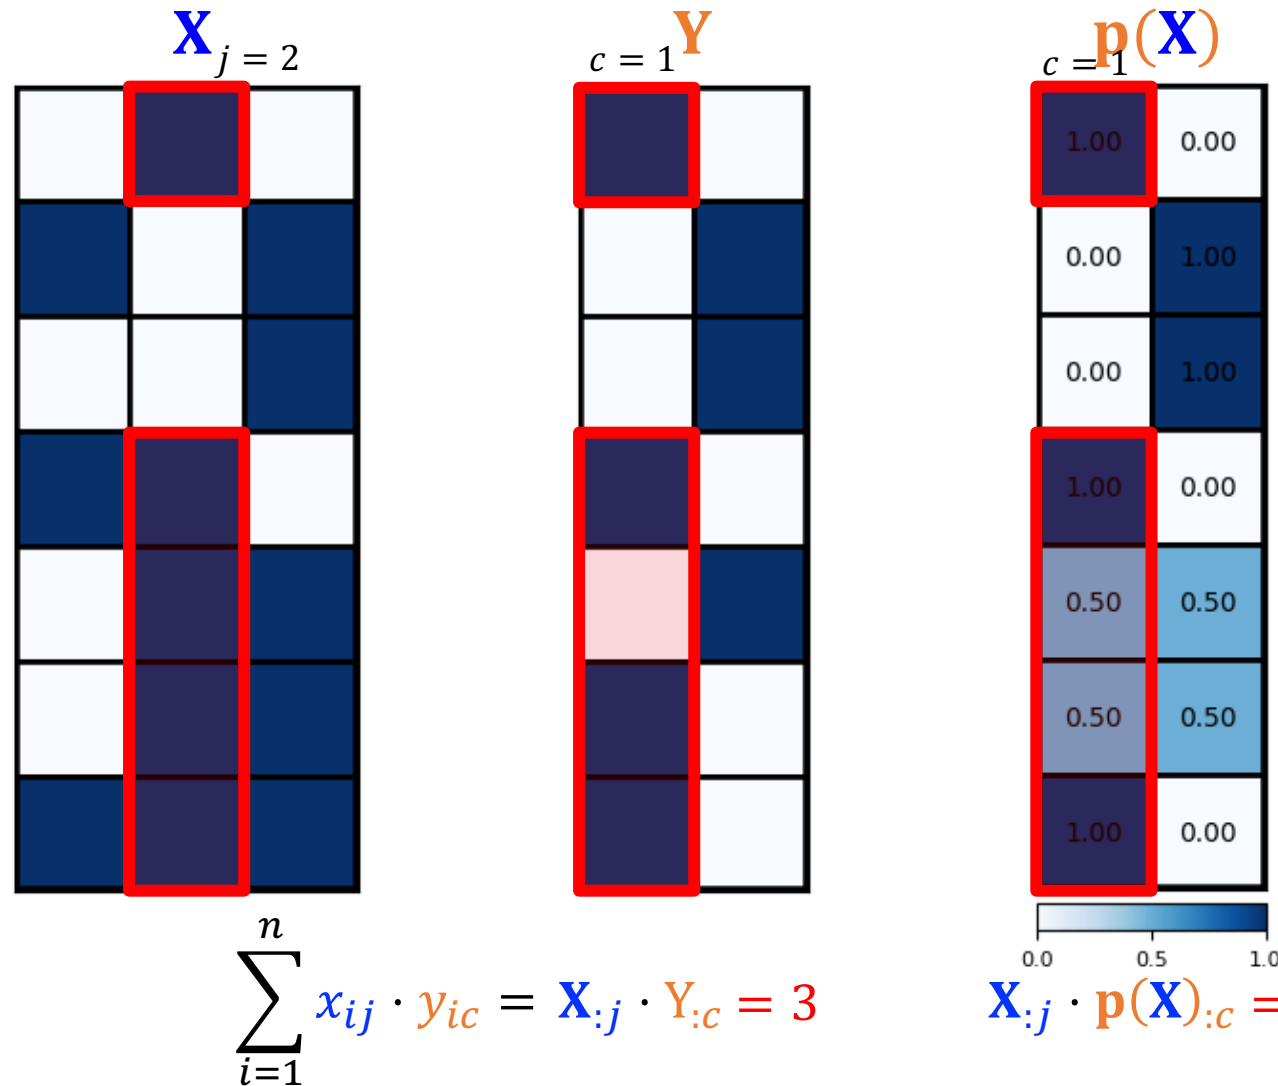 X Y p(X)
j = 2 c = 1 c = 1
1.00 0.00
0.00 1.00
0.00 1.00
1.00 0.00
0.50 0.50
0.50 0.50
1.00 0.00
0.0 0.5 1.0
n
∑ xij · yic = X:j · Y:c = 3 X:j · p(X):c =
i=1